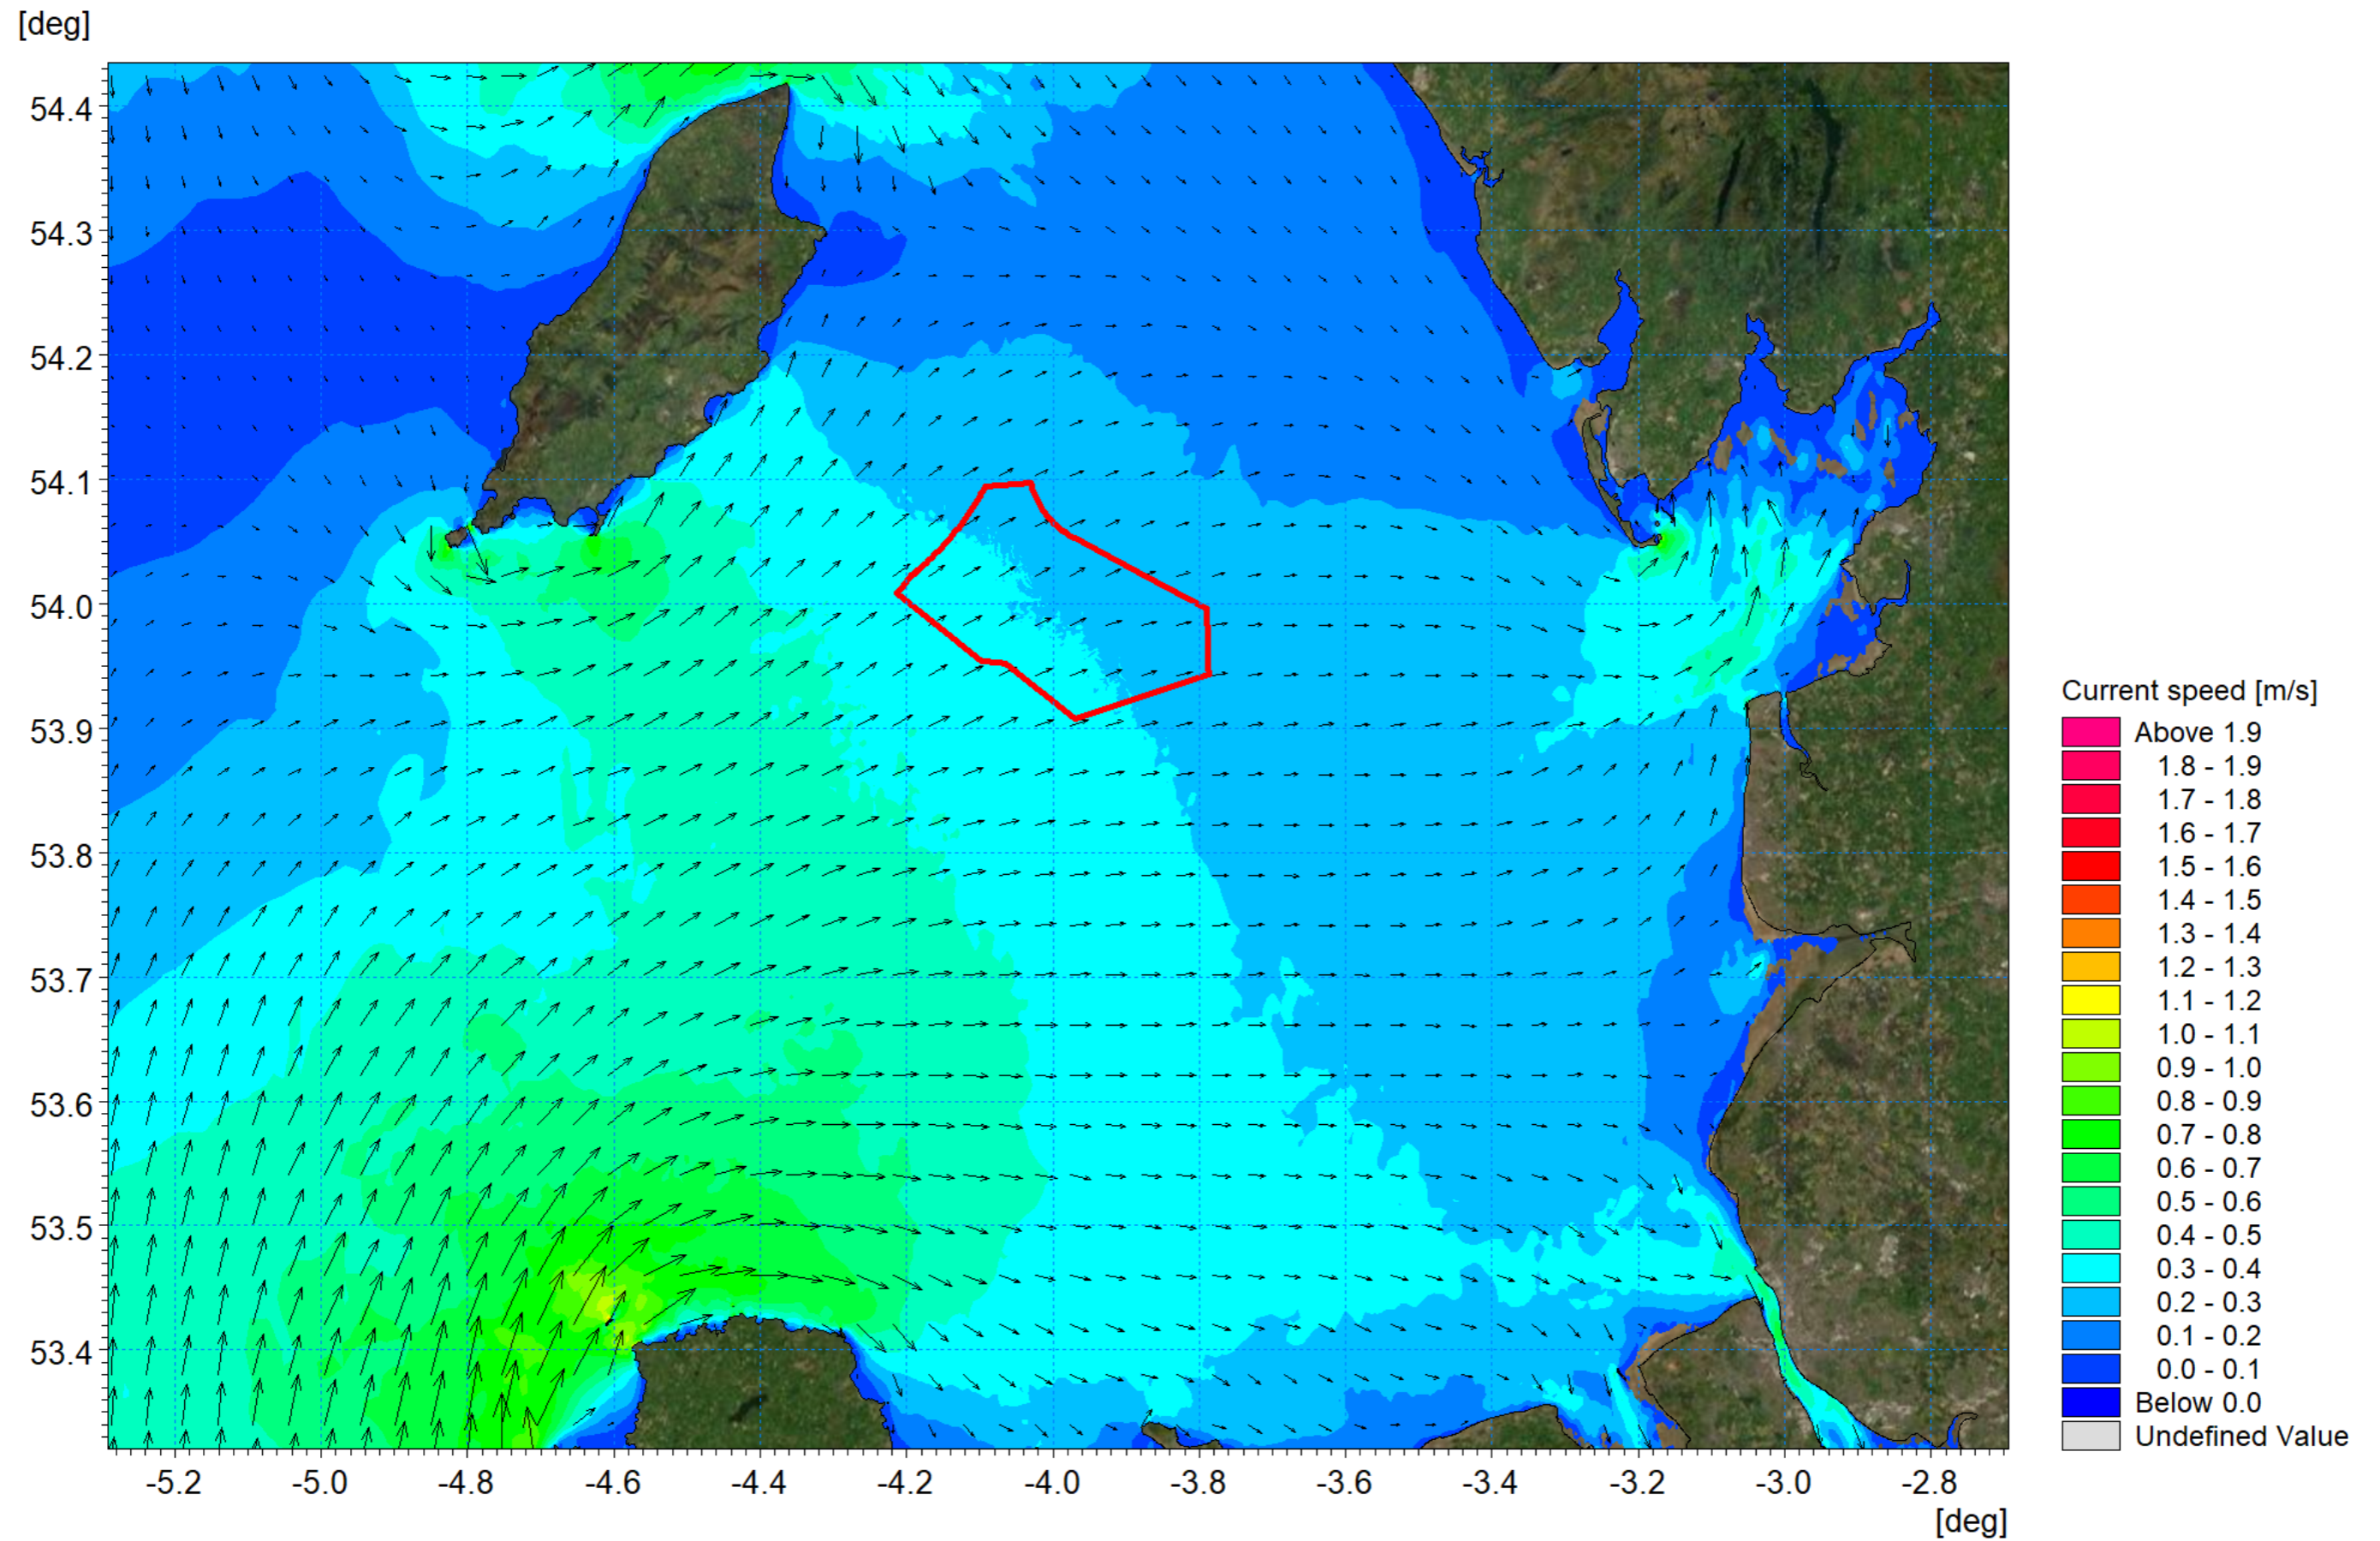 [deg]
54.4
54.3
54.2
54.1
54.0
53.9
53.8
53.7
53.6
53.5
53.4
-5.2 -5.0 -4.8 -4.6 -4.4 -4.2 -4.0 -3.8 -3.6 -3.4 -3.2 -3.0 -2.8
[deg]
Current speed [m/s]
Above 1.9
1.8 - 1.9
1.7 - 1.8
1.6 - 1.7
1.5 - 1.6
1.4 - 1.5
1.3 - 1.4
1.2 - 1.3
1.1 - 1.2
1.0 - 1.1
0.9 - 1.0
0.8 - 0.9
0.7 - 0.8
0.6 - 0.7
0.5 - 0.6
0.4 - 0.5
0.3 - 0.4
0.2 - 0.3
0.1 - 0.2
0.0 - 0.1
Below 0.0
Undefined Value